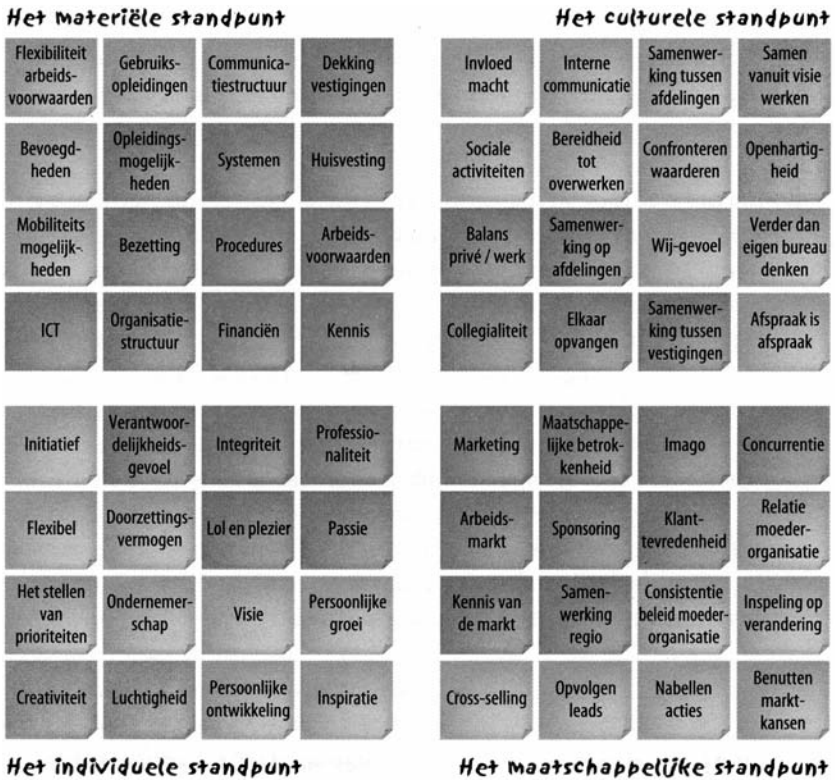 Het materiële standpunt
Flexibiliteit
arbeids-
voorwaarden
Gebruiks-
opleidingen
Communica-
tiestructuur
Dekking
vestigingen
Bevoegd-
heden
Opleidings-
mogelijk-
heden
Systemen
Huisvesting
Mobiliteits
mogelijk-
heden
Bezetting
Procedures
Arbeids-
voorwaarden
ICT
Organisatie-
structuur
Financiën
Kennis
Het culturele standpunt
Invloed
macht
Interne
communicatie
Samenwer-
king tussen
afdelingen
Samen
vanuit visie
werken
Sociale
activiteiten
Bereidheid
tot
overwerken
Confronteren
waarderen
Openhartig-
heid
Balans
privé / werk
Samenwer-
king op
afdelingen
Wij-gevoel
Verder dan
eigen bureau
denken
Collegialiteit
Elkaar
opvangen
Samenwer-
king tussen
vestigingen
Afspraak is
afspraak
Initiatief
Verantwoor-
delijkheids-
gevoel
Integriteit
Professio-
naliteit
Flexibel
Doorzettings-
vermogen
Lol en plezier
Passie
Het stellen
van
prioriteiten
Ondernemer-
schap
Visie
Persoonlijke
groei
Creativiteit
Luchtigheid
Persoonlijke
ontwikkeling
Inspiratie
Het individuele standpunt
Marketing
Maatschappe-
lijke betrok-
kenheid
Imago
Concurrentie
Arbeids-
markt
Sponsoring
Klant-
tevredenheid
Relatie
moeder-
organisatie
Kennis van
de markt
Samen-
werking
regio
Consistentie
beleid moeder-
organisatie
Inspeling op
verandering
Cross-selling
Opvolgen
leads
Nabellen
acties
Benutten
markt-
kansen
Het maatschappelijke standpunt